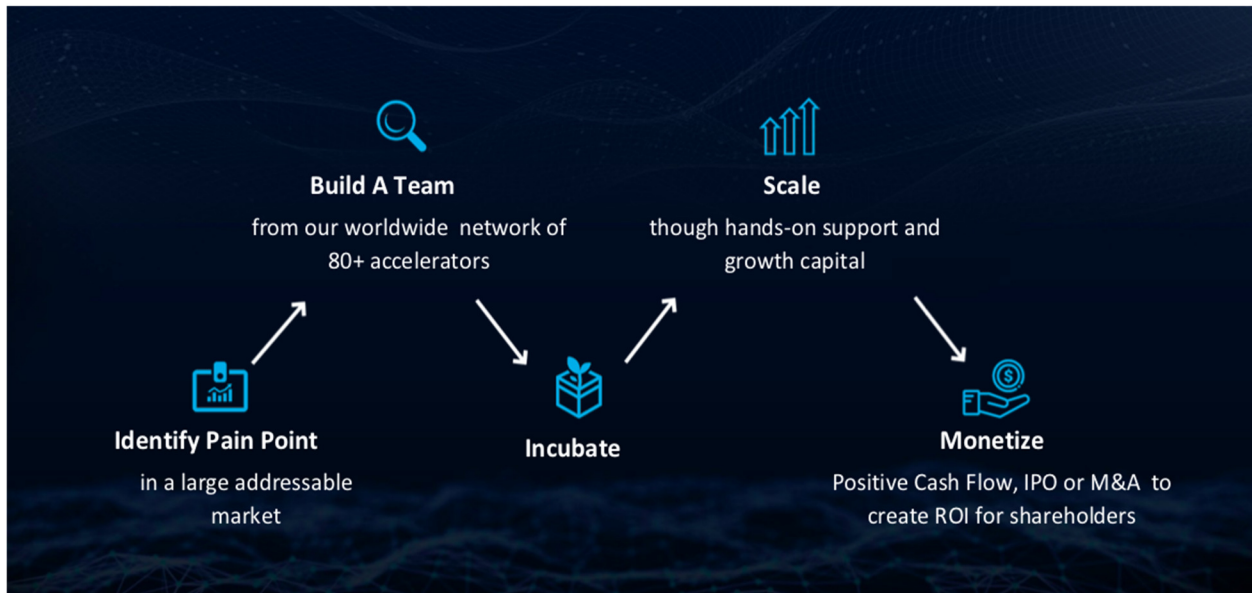 Build A Team
from our worldwide network of
80+ accelerators
Scale
though hands-on support and
growth capital
Identify Pain Point
in a large addressable
market
Incubate
Monetize
Positive Cash Flow, IPO or M&A to
create ROI for shareholders